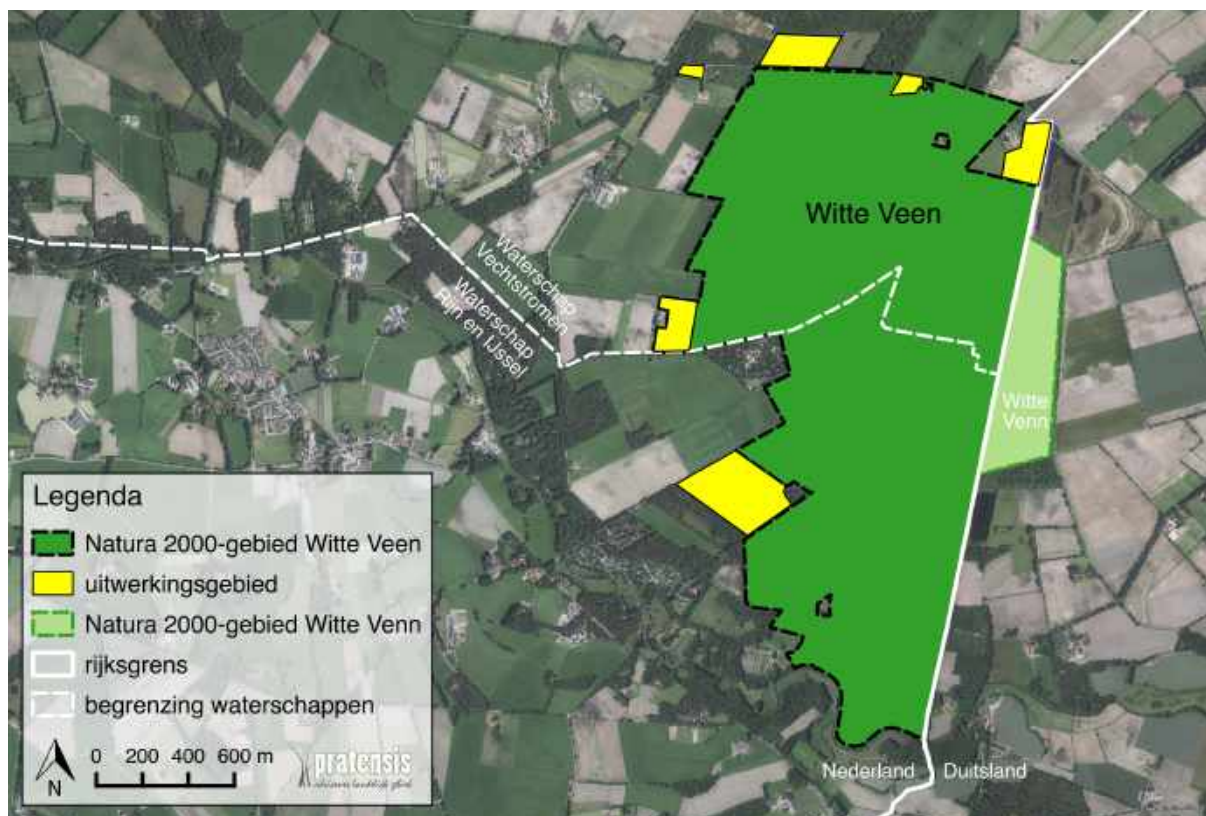 Witte Veen
Waterschap
Vechtstromen
Waterschap
Rijn en IJssel
Witte
Venn
Legenda
Natura 2000-gebied Witte Veen
uitwerkingsgebied
Natura 2000-gebied Witte Venn
rijksgrens
begrenzing waterschappen
N
0 200 400 600 m
pratensis
Nederland
Duitsland